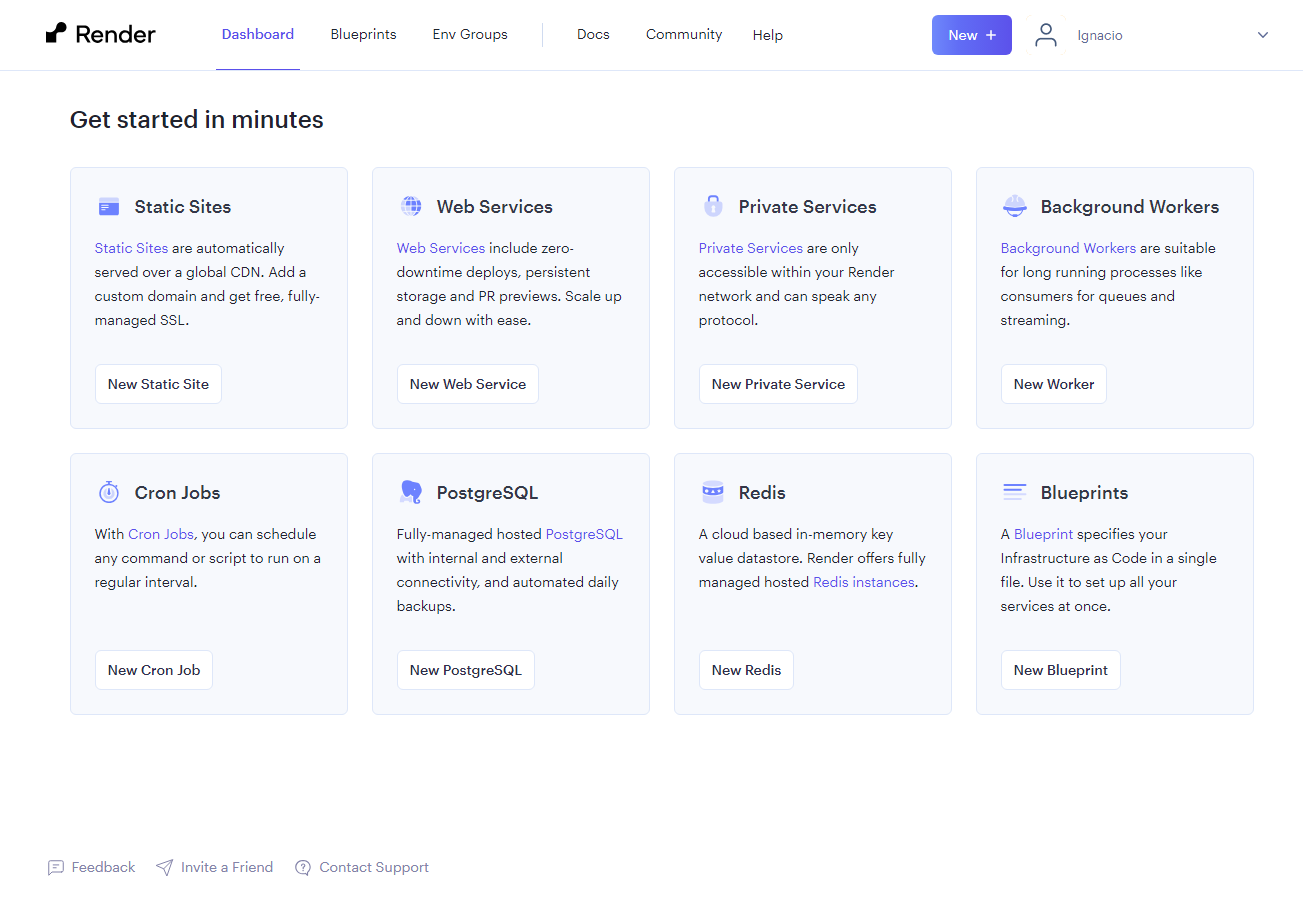 Render
Dashboard
Blueprints
Env Groups
Docs
Community
Help
New +
Ignacio
Get started in minutes
Static Sites
Static Sites are automatically
served over a global CDN. Add a
custom domain and get free, fully-
managed SSL.
New Static Site
Web Services
Web Services include zero-
downtime deploys, persistent
storage and PR previews. Scale up
and down with ease.
New Web Service
Private Services
Private Services are only
accessible within your Render
network and can speak any
protocol.
New Private Service
Background Workers
Background Workers are suitable
for long running processes like
consumers for queues and
streaming.
New Worker
Cron Jobs
With Cron Jobs, you can schedule
any command or script to run on a
regular interval.
New Cron Job
PostgreSQL
Fully-managed hosted PostgreSQL
with internal and external
connectivity, and automated daily
backups.
New PostgreSQL
Redis
A cloud based in-memory key
value datastore. Render offers fully
managed hosted Redis instances.
New Redis
Blueprints
A Blueprint specifies your
Infrastructure as Code in a single
file. Use it to set up all your
services at once.
New Blueprint
Feedback
Invite a Friend
Contact Support